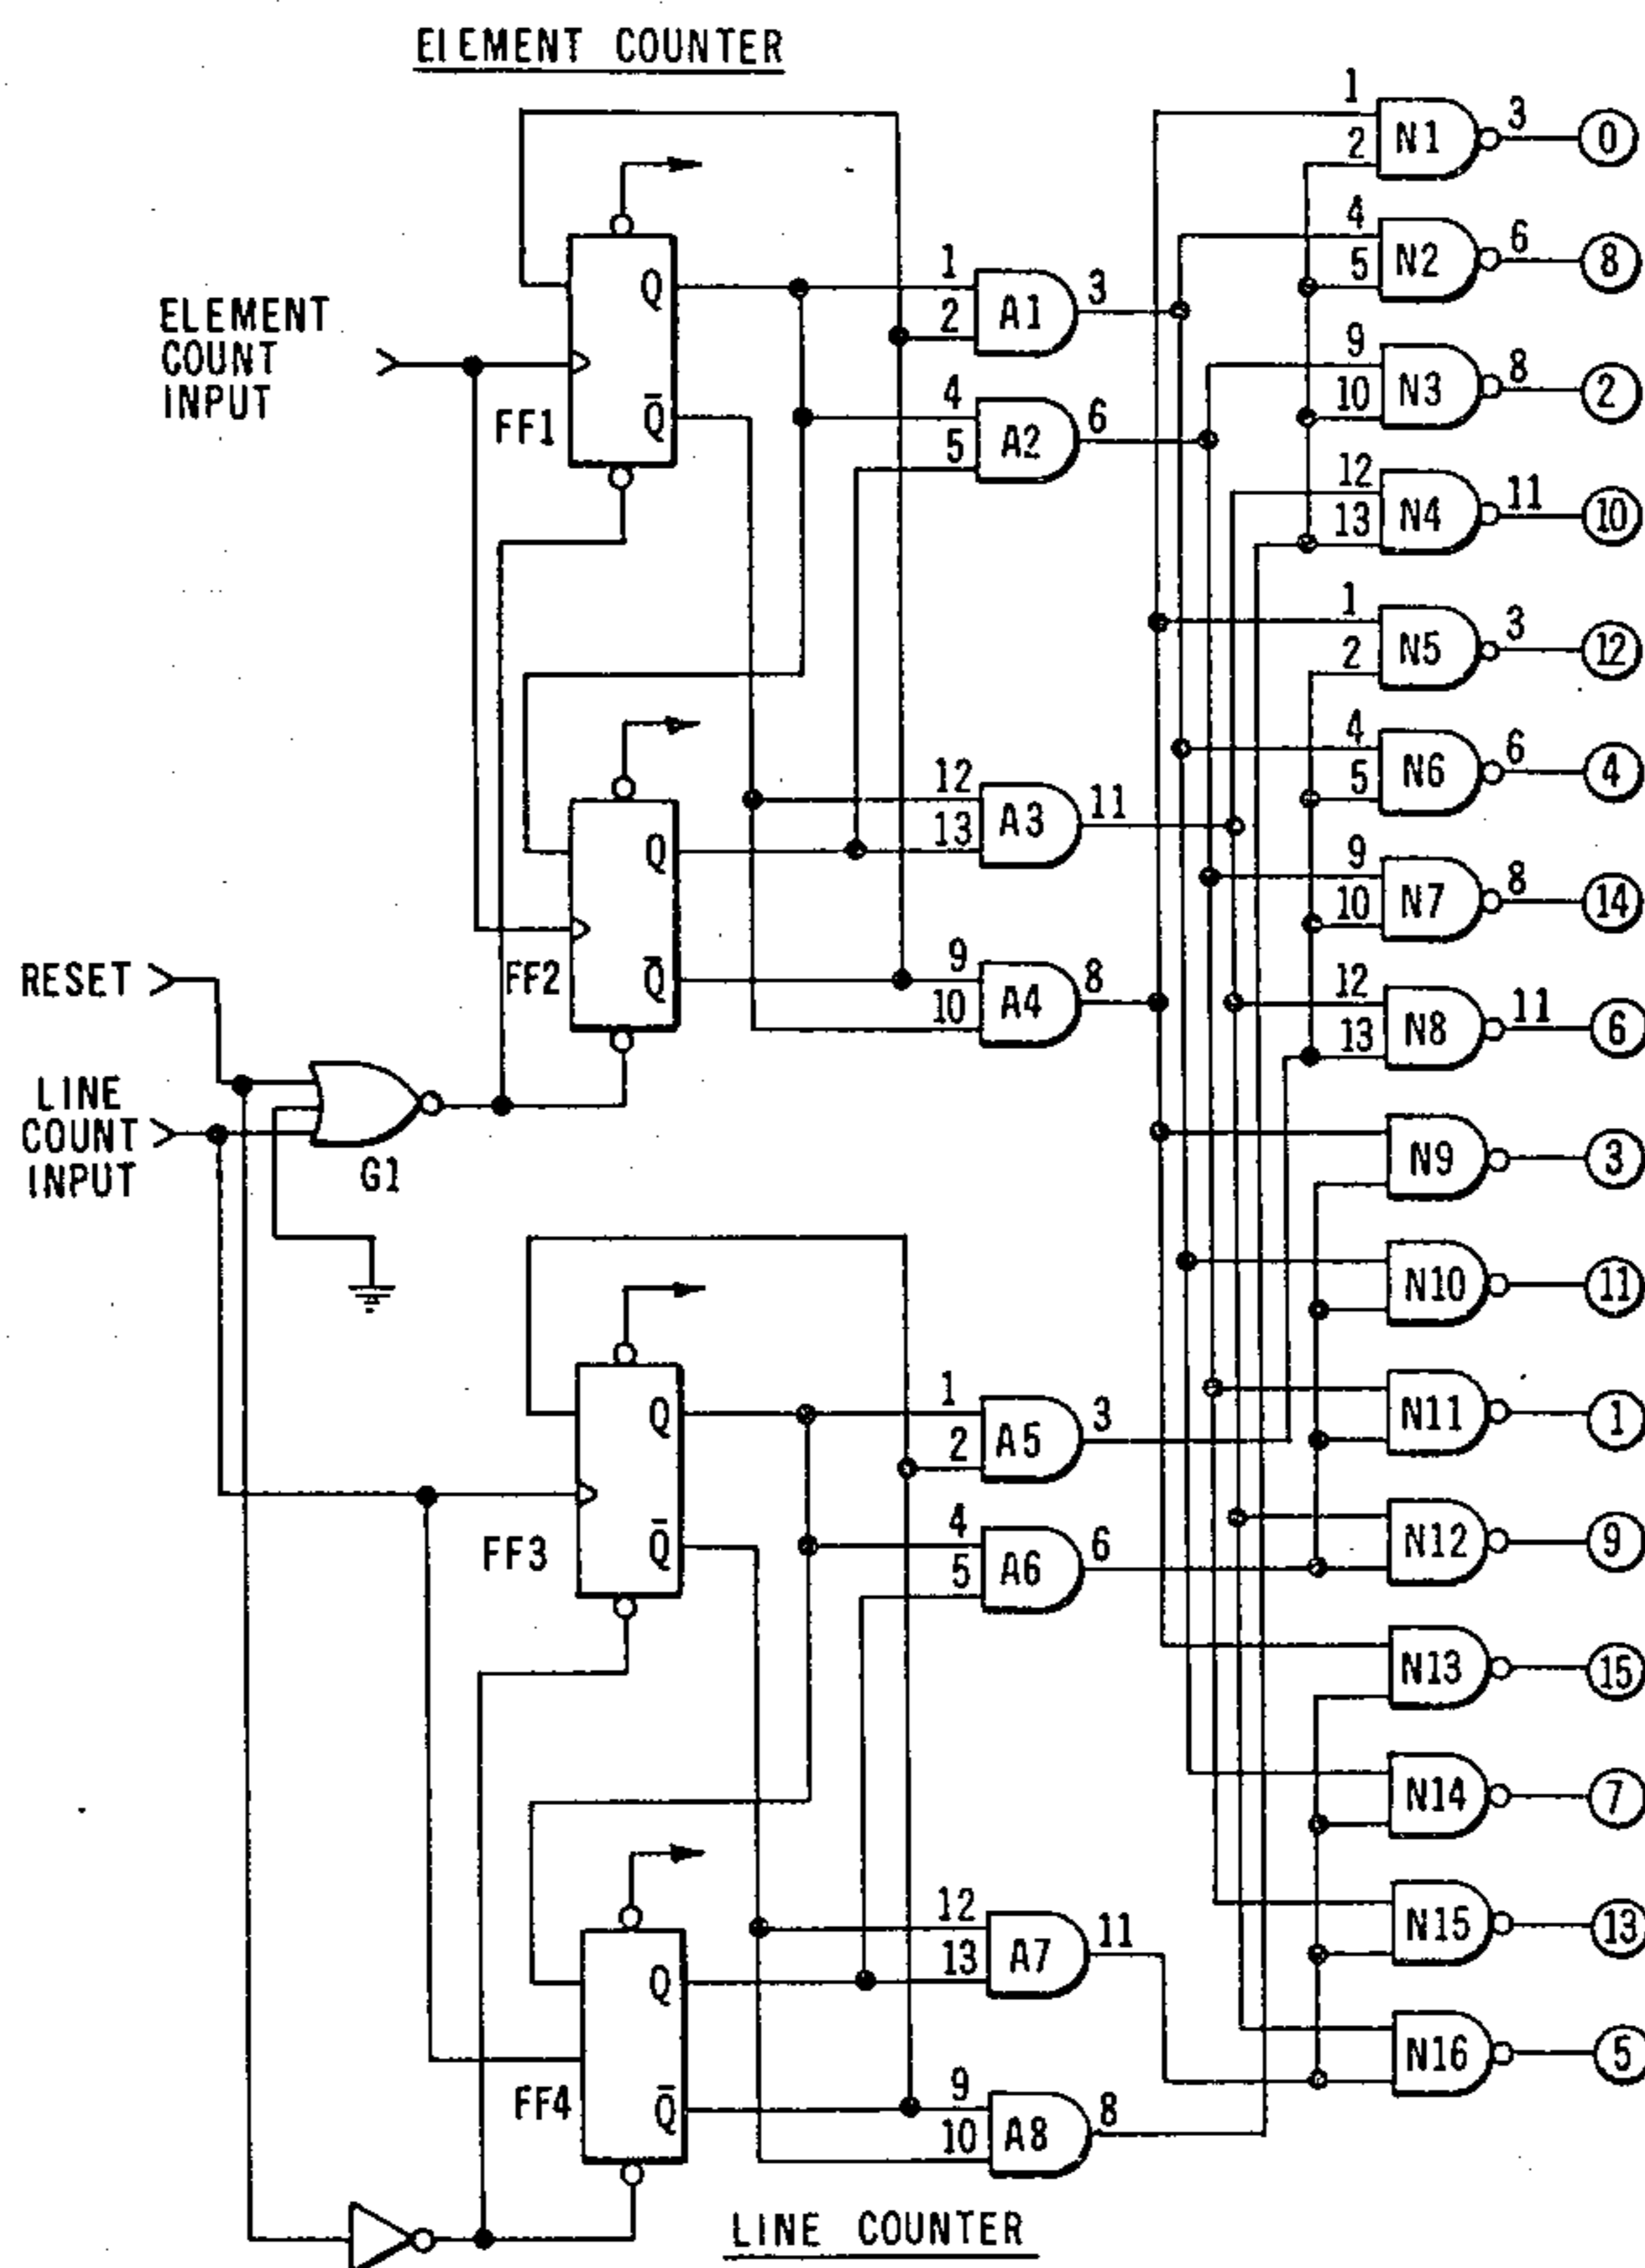 ELEMENT COUNTER
ELEMENT
COUNT
INPUT
FF1
Q
Q̄
1
2
A1
3
4
5
A2
6
FF2
Q
Q̄
12
13
A3
11
9
10
A4
8
RESET
LINE
COUNT
INPUT
G1
FF3
Q
Q̄
1
2
A5
3
4
5
A6
6
FF4
Q
Q̄
12
13
A7
11
9
10
A8
8
LINE COUNTER
1
2
N1
3
0
4
5
N2
6
8
9
10
N3
8
2
12
13
N4
11
10
1
2
N5
3
12
4
5
N6
6
4
9
10
N7
8
14
12
13
N8
11
6
N9
3
N10
11
N11
1
N12
9
N13
15
N14
7
N15
13
N16
5